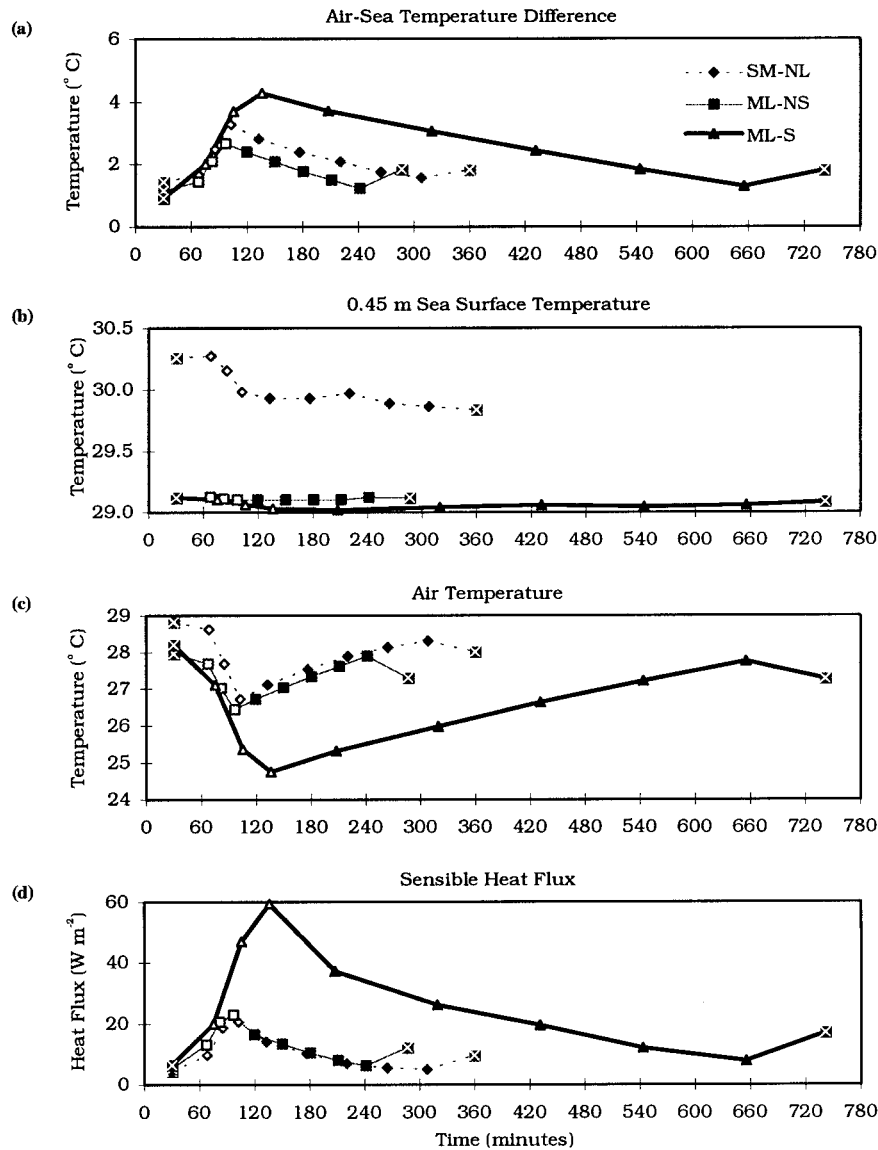 (a)
Air-Sea Temperature Difference
Temperature (° C)
6
4
2
0
SM-NL
ML-NS
ML-S
0 60 120 180 240 300 360 420 480 540 600 660 720 780
(b)
0.45 m Sea Surface Temperature
Temperature (° C)
30.5
30.0
29.5
29.0
0 60 120 180 240 300 360 420 480 540 600 660 720 780
(c)
Air Temperature
Temperature (° C)
29
28
27
26
25
24
0 60 120 180 240 300 360 420 480 540 600 660 720 780
(d)
Sensible Heat Flux
Heat Flux (W m-2)
60
40
20
0
0 60 120 180 240 300 360 420 480 540 600 660 720 780
Time (minutes)